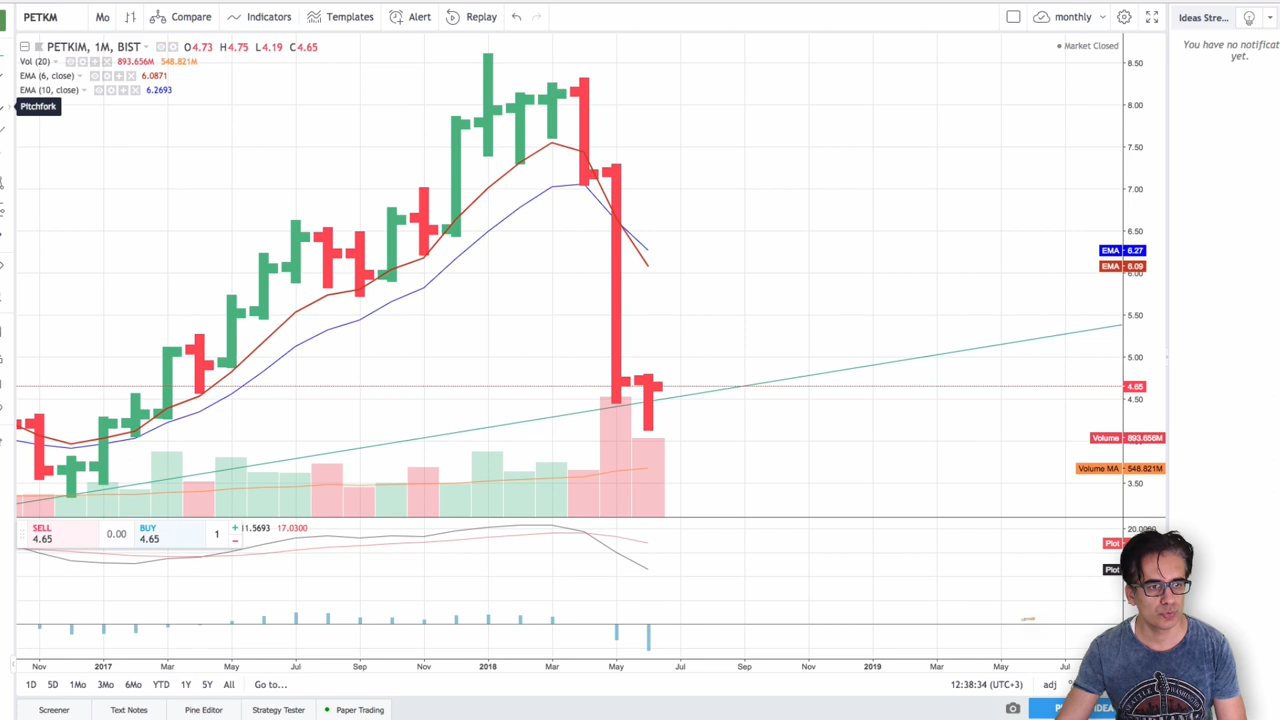 PETKM Mo Compare Indicators Templates Alert Replay monthly Ideas Stre...
PETKIM, 1M, BIST O4.73 H4.75 L4.19 C4.65
Market Closed
You have no notificat
yet.
Vol (20) 893.656M 548.821M
EMA (6, close) 6.0871
EMA (10, close) 6.2693
Pitchfork
8.50
8.00
7.50
7.00
6.50
EMA 6.27
EMA 6.09
6.00
5.50
5.00
4.65
4.50
Volume 893.656M
Volume MA 548.821M
3.50
SELL
4.65
0.00
BUY
4.65
1
+
−
11.5693 17.0300
20.0000
Plot
Plot
Nov 2017 Mar May Jul Sep Nov 2018 Mar May Jul Sep Nov 2019 Mar May Jul
1D 5D 1Mo 3Mo 6Mo YTD 1Y 5Y All Go to... 12:38:34 (UTC+3) adj
Screener Text Notes Pine Editor Strategy Tester Paper Trading
SEATTLE WASHINGTON